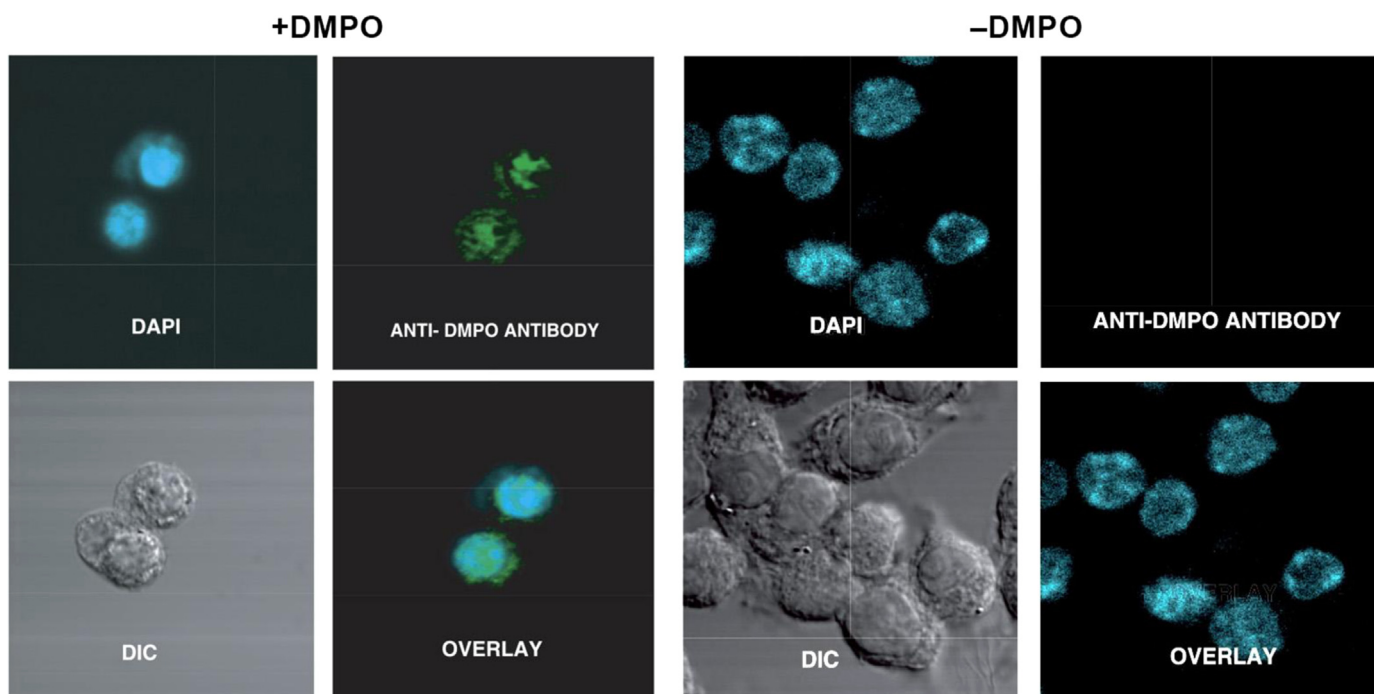 +DMPO
–DMPO
DAPI
ANTI- DMPO ANTIBODY
DAPI
ANTI-DMPO ANTIBODY
DIC
OVERLAY
DIC
OVERLAY
OVERLAY